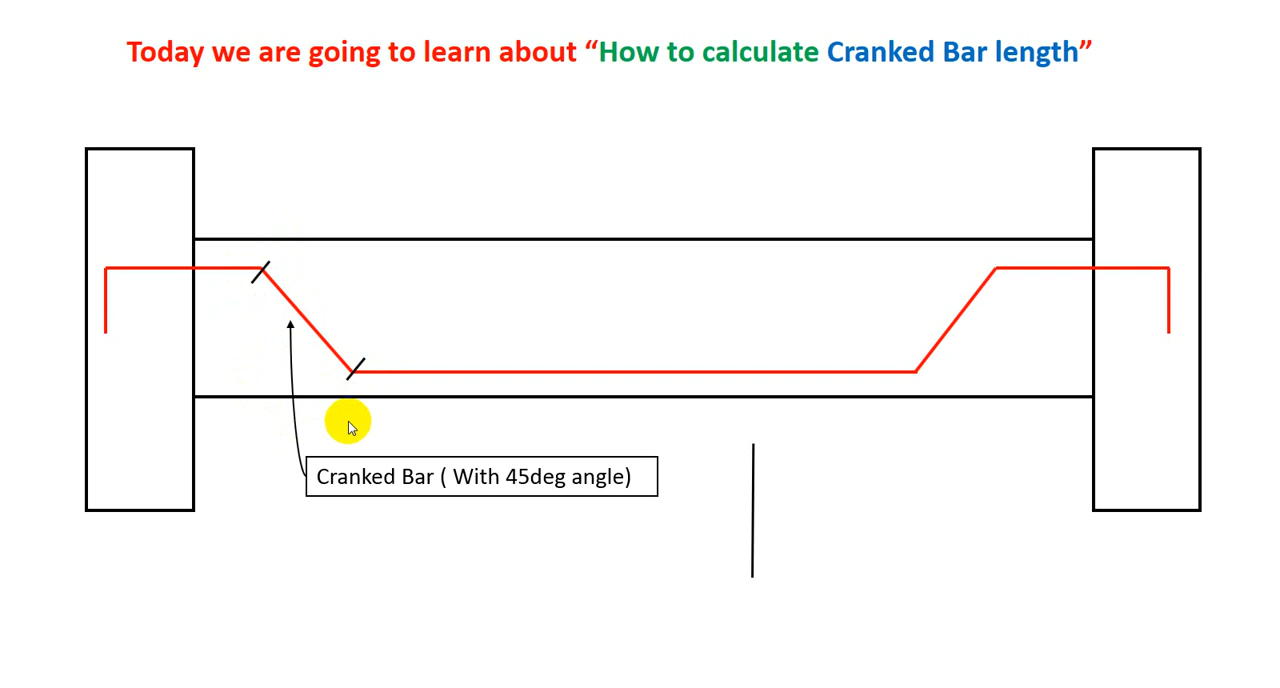 Today we are going to learn about “How to calculate Cranked Bar length”
Cranked Bar ( With 45deg angle)